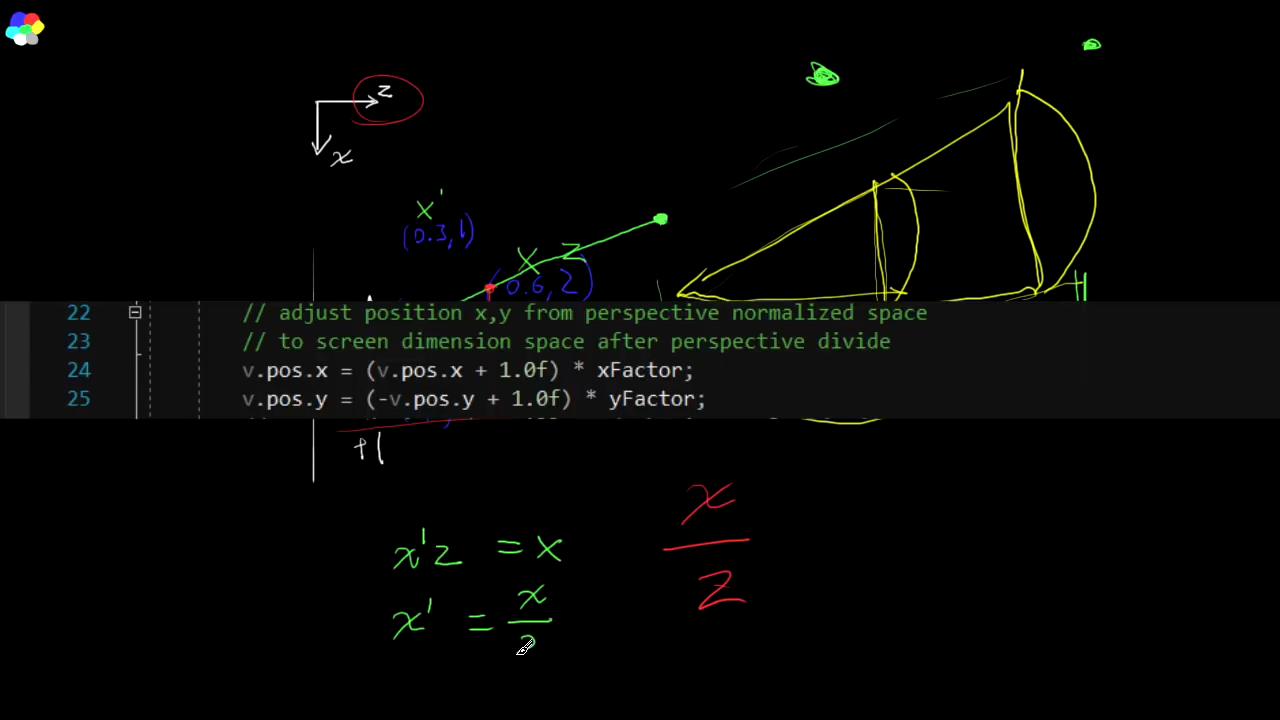 z
x
x'
(0.3,1)
x z
(0.6, 2)
H
22 // adjust position x,y from perspective normalized space
23 // to screen dimension space after perspective divide
24 v.pos.x = (v.pos.x + 1.0f) * xFactor;
25 v.pos.y = (-v.pos.y + 1.0f) * yFactor;
+1
x
z
x'z = x
x' = x